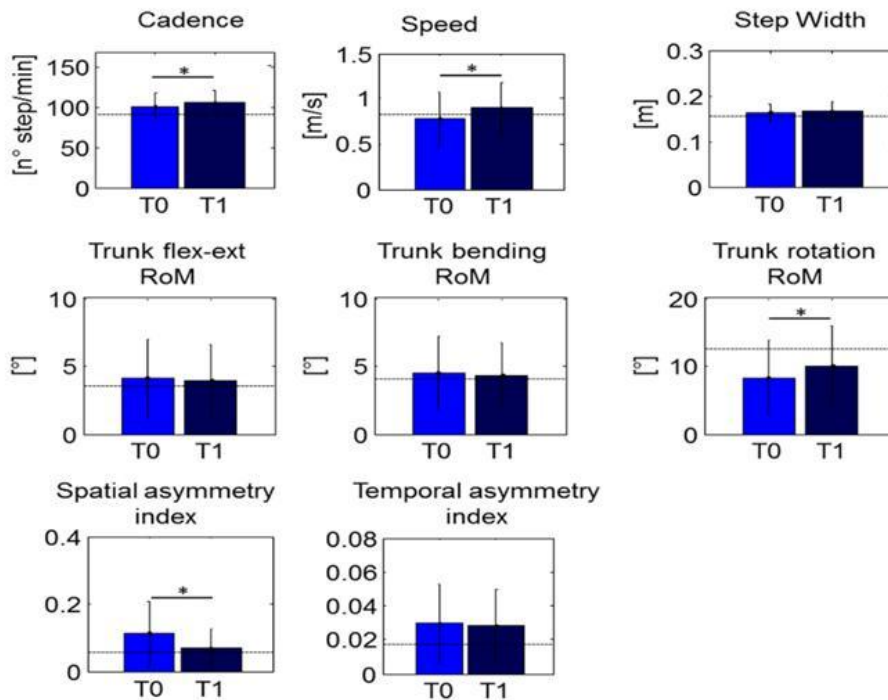 Cadence
[n° step/min]
150
100
50
0
*
T0 T1
Speed
[m/s]
1.5
1
0.5
0
*
T0 T1
Step Width
[m]
0.3
0.2
0.1
0
T0 T1
Trunk flex-ext
RoM
[°]
10
5
0
T0 T1
Trunk bending
RoM
[°]
10
5
0
T0 T1
Trunk rotation
RoM
[°]
20
10
0
*
T0 T1
Spatial asymmetry
index
0.4
0.2
0
*
T0 T1
Temporal asymmetry
index
0.08
0.06
0.04
0.02
0
T0 T1